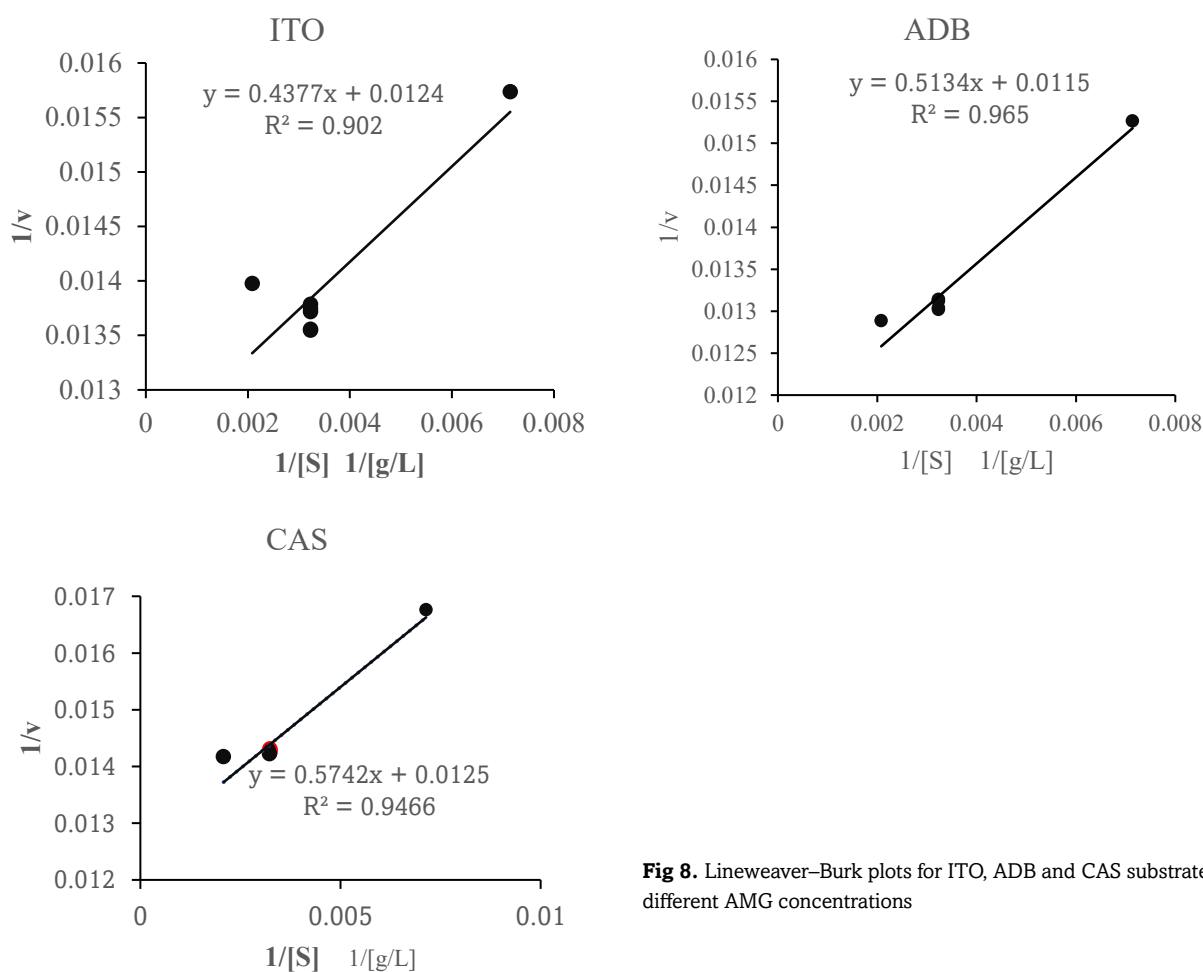 ITO
0.016
0.0155
0.015
0.0145
0.014
0.0135
0.013
y = 0.4377x + 0.0124
R² = 0.902
1/v
0
0.002
0.004
0.006
0.008
1/[S] 1/[g/L]
ADB
0.016
0.0155
0.015
0.0145
0.014
0.0135
0.013
0.0125
0.012
y = 0.5134x + 0.0115
R² = 0.965
1/v
0
0.002
0.004
0.006
0.008
1/[S] 1/[g/L]
CAS
0.017
0.016
0.015
0.014
0.013
0.012
y = 0.5742x + 0.0125
R² = 0.9466
1/v
0
0.005
0.01
1/[S] 1/[g/L]
Fig 8. Lineweaver–Burk plots for ITO, ADB and CAS substrate
different AMG concentrations